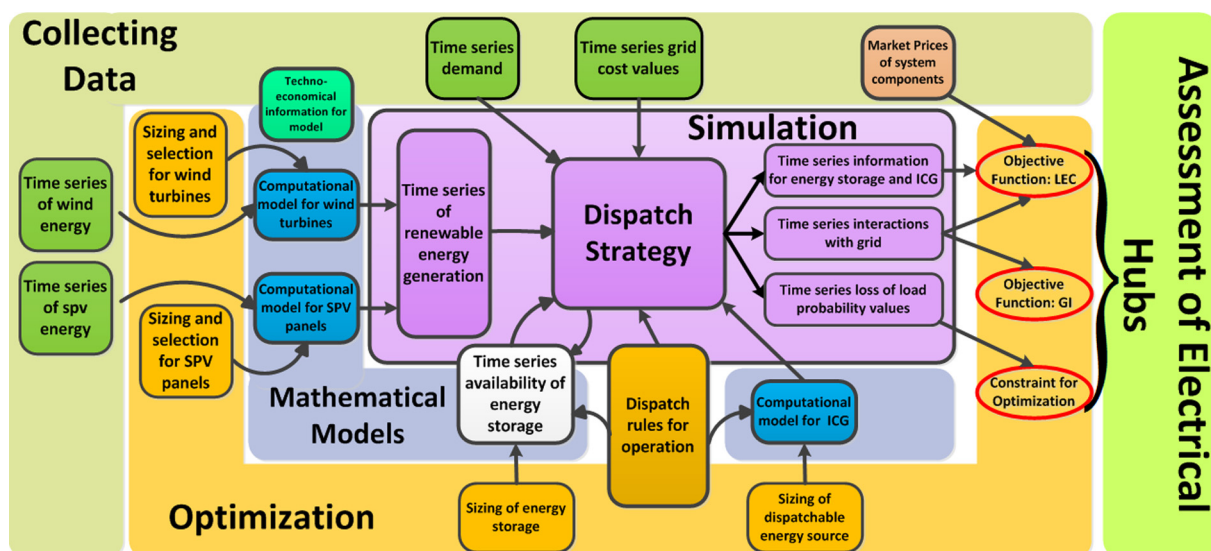 Collecting
Data
Time series
demand
Time series grid
cost values
Market Prices
of system
components
Techno-
economical
information for
model
Sizing and
selection
for wind
turbines
Time series
of wind
energy
Computational
model for wind
turbines
Time series
of spv
energy
Sizing and
selection
for SPV
panels
Computational
model for SPV
panels
Simulation
Time series
of
renewable
energy
generation
Dispatch
Strategy
Time series information
for energy storage and ICG
Time series interactions
with grid
Time series loss of load
probability values
Objective
Function: LEC
Objective
Function: GI
Constraint for
Optimization
Mathematical
Models
Time series
availability of
energy
storage
Dispatch
rules for
operation
Computational
model for  ICG
Optimization
Sizing of energy
storage
Sizing of
dispatchable
energy source
Assessment of Electrical
Hubs